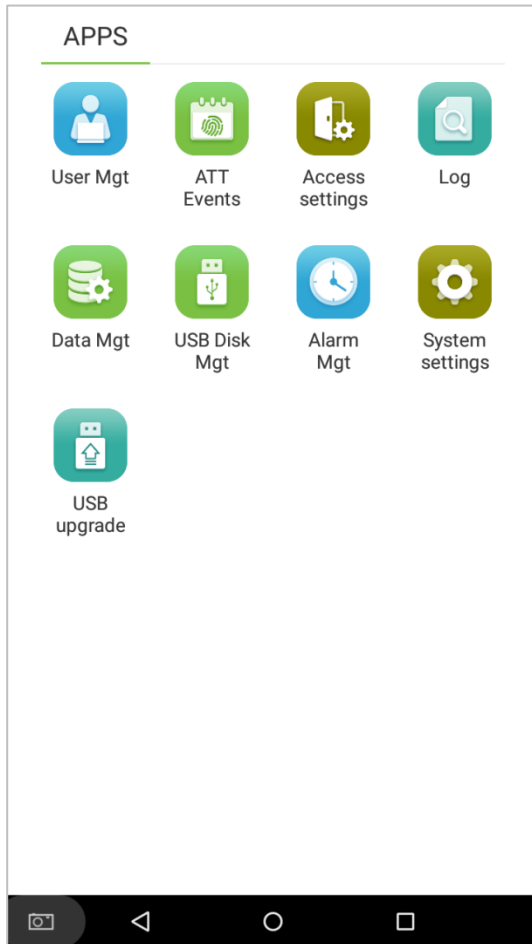 APPS
User Mgt
ATT
Events
Access
settings
Log
Data Mgt
USB Disk
Mgt
Alarm
Mgt
System
settings
USB
upgrade